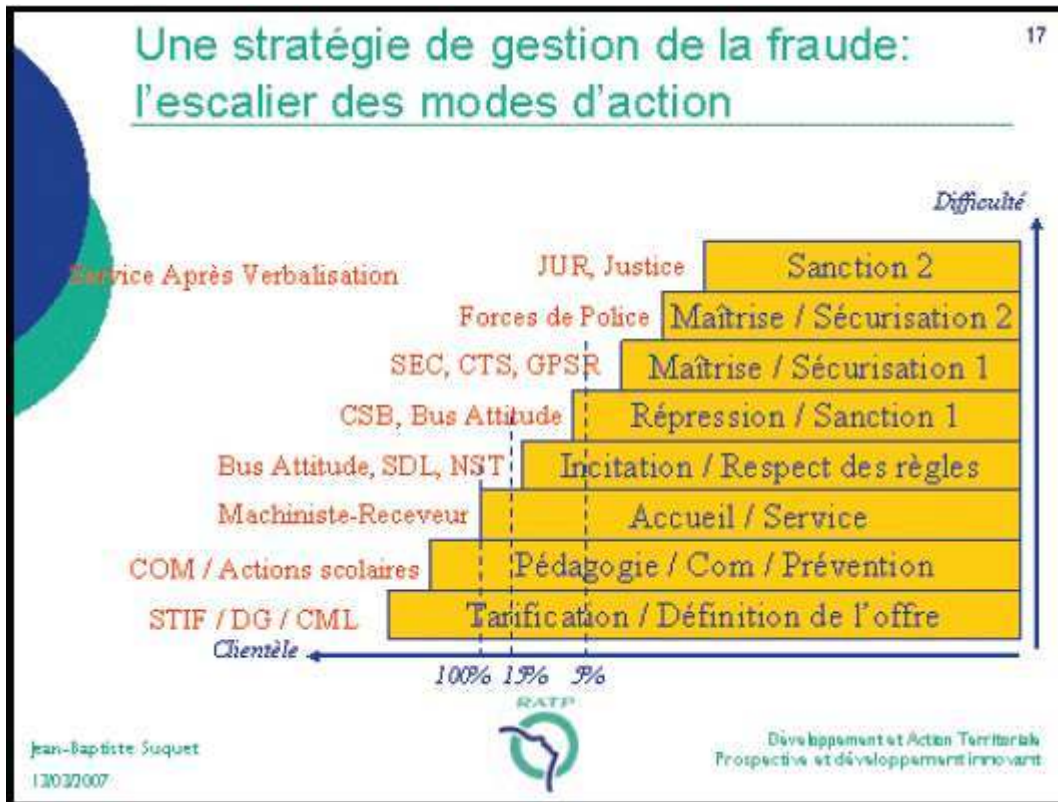 Une stratégie de gestion de la fraude:
l'escalier des modes d'action
17
Difficulté
Service Après Verbalisation
JUR, Justice
Sanction 2
Forces de Police
Maîtrise / Sécurisation 2
SEC, CTS, GPSR
Maîtrise / Sécurisation 1
CSB, Bus Attitude
Répression / Sanction 1
Bus Attitude, SDL, NST
Incitation / Respect des règles
Machiniste-Receveur
Accueil / Service
COM / Actions scolaires
Pédagogie / Com / Prévention
STIF / DG / CML
Tarification / Définition de l'offre
Clientèle
100% 15% 5%
RATP
Jean-Baptiste Suquet
13/03/2007
Développement et Action Territoriale
Prospective et développement innovant